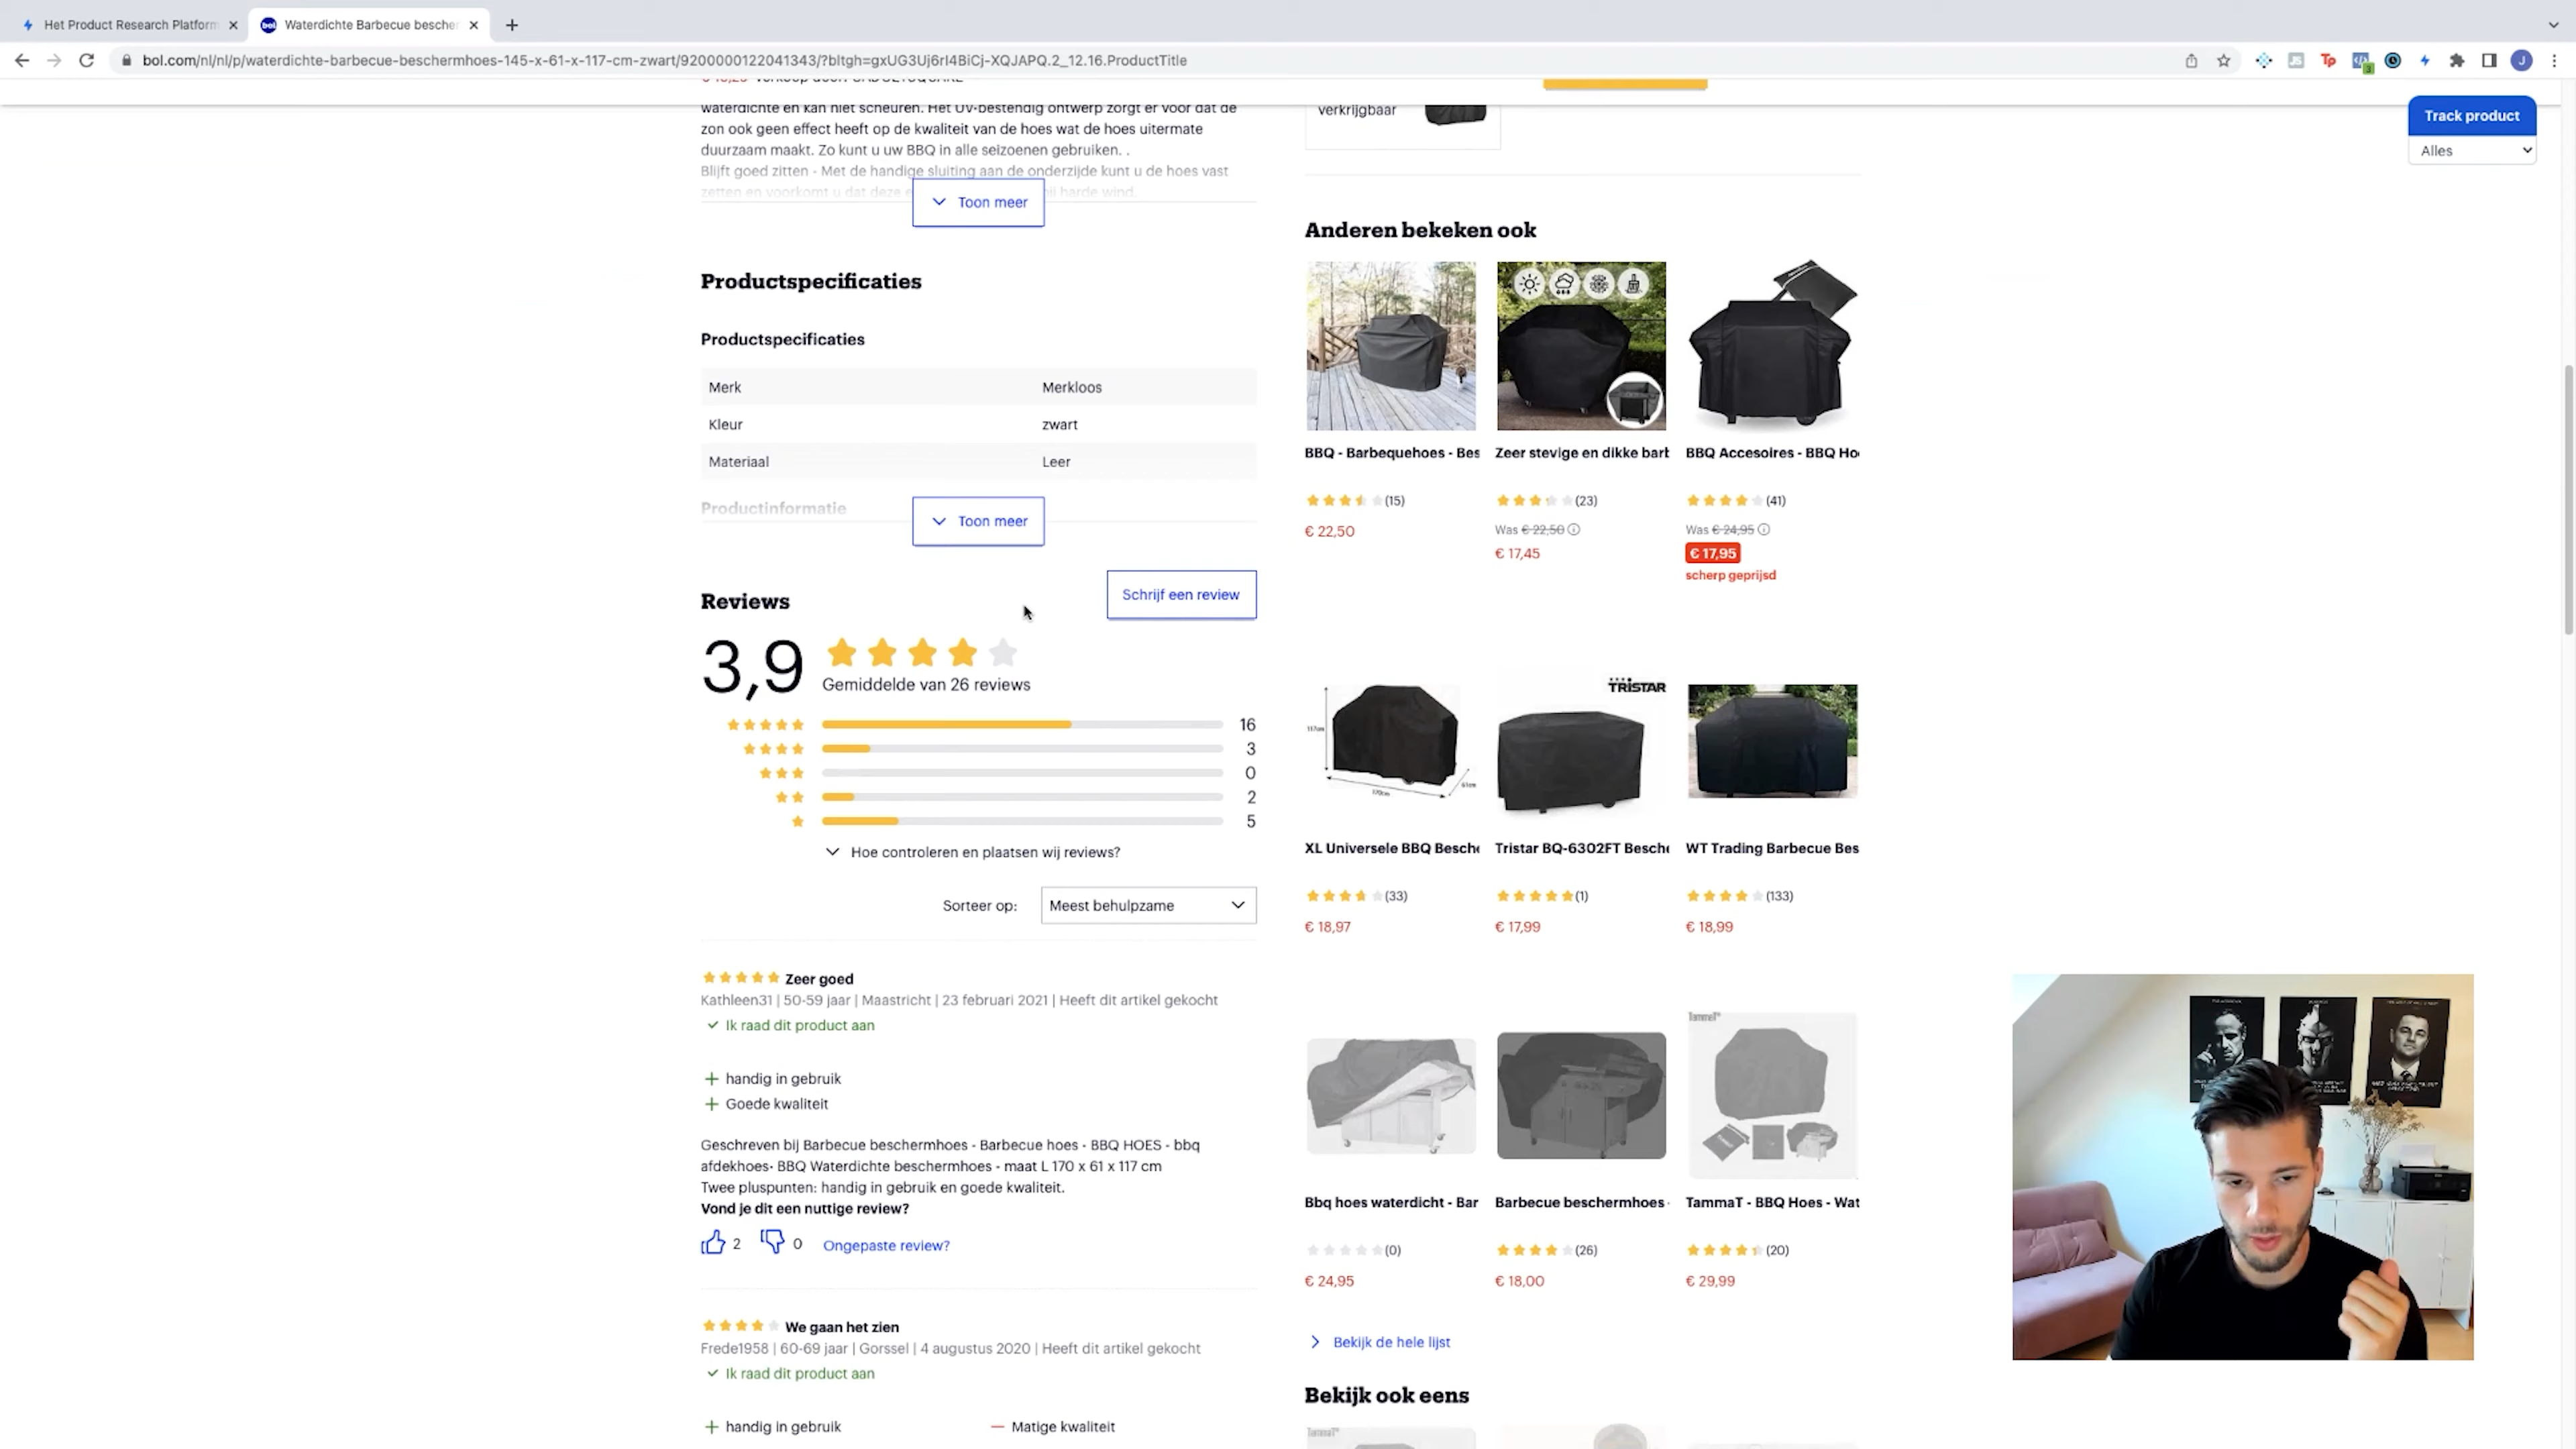 Het Product Research Platform
Waterdichte Barbecue bescher
bol.com/nl/nl/p/waterdichte-barbecue-beschermhoes-145-x-61-x-117-cm-zwart/9200000122041343/?bltgh=gxUG3Uj6rI4BiCj-XQJAPQ.2_12.16.ProductTitle
waterdichte en kan niet scheuren. Het UV-bestendig ontwerp zorgt er voor dat de
zon ook geen effect heeft op de kwaliteit van de hoes wat de hoes uitermate
duurzaam maakt. Zo kunt u uw BBQ in alle seizoenen gebruiken. .
Blijft goed zitten - Met de handige sluiting aan de onderzijde kunt u de hoes vast
zetten en voorkomt u dat deze e
ij harde wind.
Toon meer
Productspecificaties
Productspecificaties
Merk Merkloos
Kleur zwart
Materiaal Leer
Productinformatie
Toon meer
Reviews
Schrijf een review
3,9
Gemiddelde van 26 reviews
16
3
0
2
5
Hoe controleren en plaatsen wij reviews?
Sorteer op: Meest behulpzame
Zeer goed
Kathleen31 | 50-59 jaar | Maastricht | 23 februari 2021 | Heeft dit artikel gekocht
Ik raad dit product aan
handig in gebruik
Goede kwaliteit
Geschreven bij Barbecue beschermhoes - Barbecue hoes - BBQ HOES - bbq
afdekhoes- BBQ Waterdichte beschermhoes - maat L 170 x 61 x 117 cm
Twee pluspunten: handig in gebruik en goede kwaliteit.
Vond je dit een nuttige review?
2 0 Ongepaste review?
We gaan het zien
Frede1958 | 60-69 jaar | Gorssel | 4 augustus 2020 | Heeft dit artikel gekocht
Ik raad dit product aan
handig in gebruik Matige kwaliteit
verkrijgbaar
Track product
Alles
Anderen bekeken ook
BBQ - Barbequehoes - Bes
(15)
€ 22,50
Zeer stevige en dikke bart
(23)
Was € 22,50
€ 17,45
BBQ Accesoires - BBQ Ho
(41)
Was € 24,95
€ 17,95
scherp geprijsd
117cm
170cm
61cm
XL Universele BBQ Besche
(33)
€ 18,97
TRISTAR
Tristar BQ-6302FT Besche
(1)
€ 17,99
WT Trading Barbecue Bes
(133)
€ 18,99
Bbq hoes waterdicht - Bar
(0)
€ 24,95
Barbecue beschermhoes -
(26)
€ 18,00
TammaT
TammaT - BBQ Hoes - Wat
(20)
€ 29,99
Bekijk de hele lijst
Bekijk ook eens
TammaT